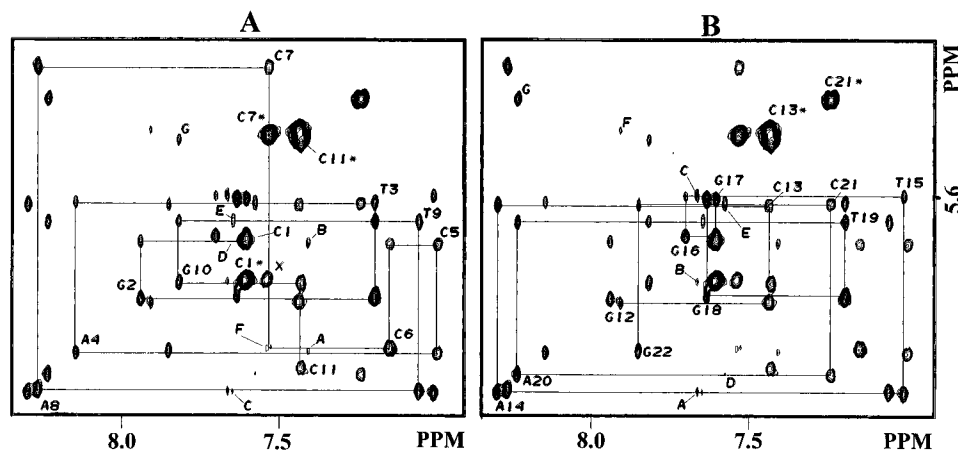 A
B
C7
C7*
G
C11*
T3
T9
E
C1
B
C5
D
G10
C1*
X
G2
F
A
C6
C11
A8
C
A4
8.0
7.5
PPM
G
C21*
F
C13*
C
G17
C13
C21
T15
E
T19
G16
B
G12
G18
G22
D
A20
A
A14
8.0
7.5
PPM
PPM
5.6